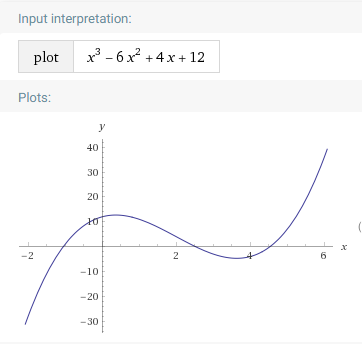 Input interpretation:
plot x³ – 6 x² + 4 x + 12
Plots:
y
40
30
20
10
−2 2 4 6 x
−10
−20
−30